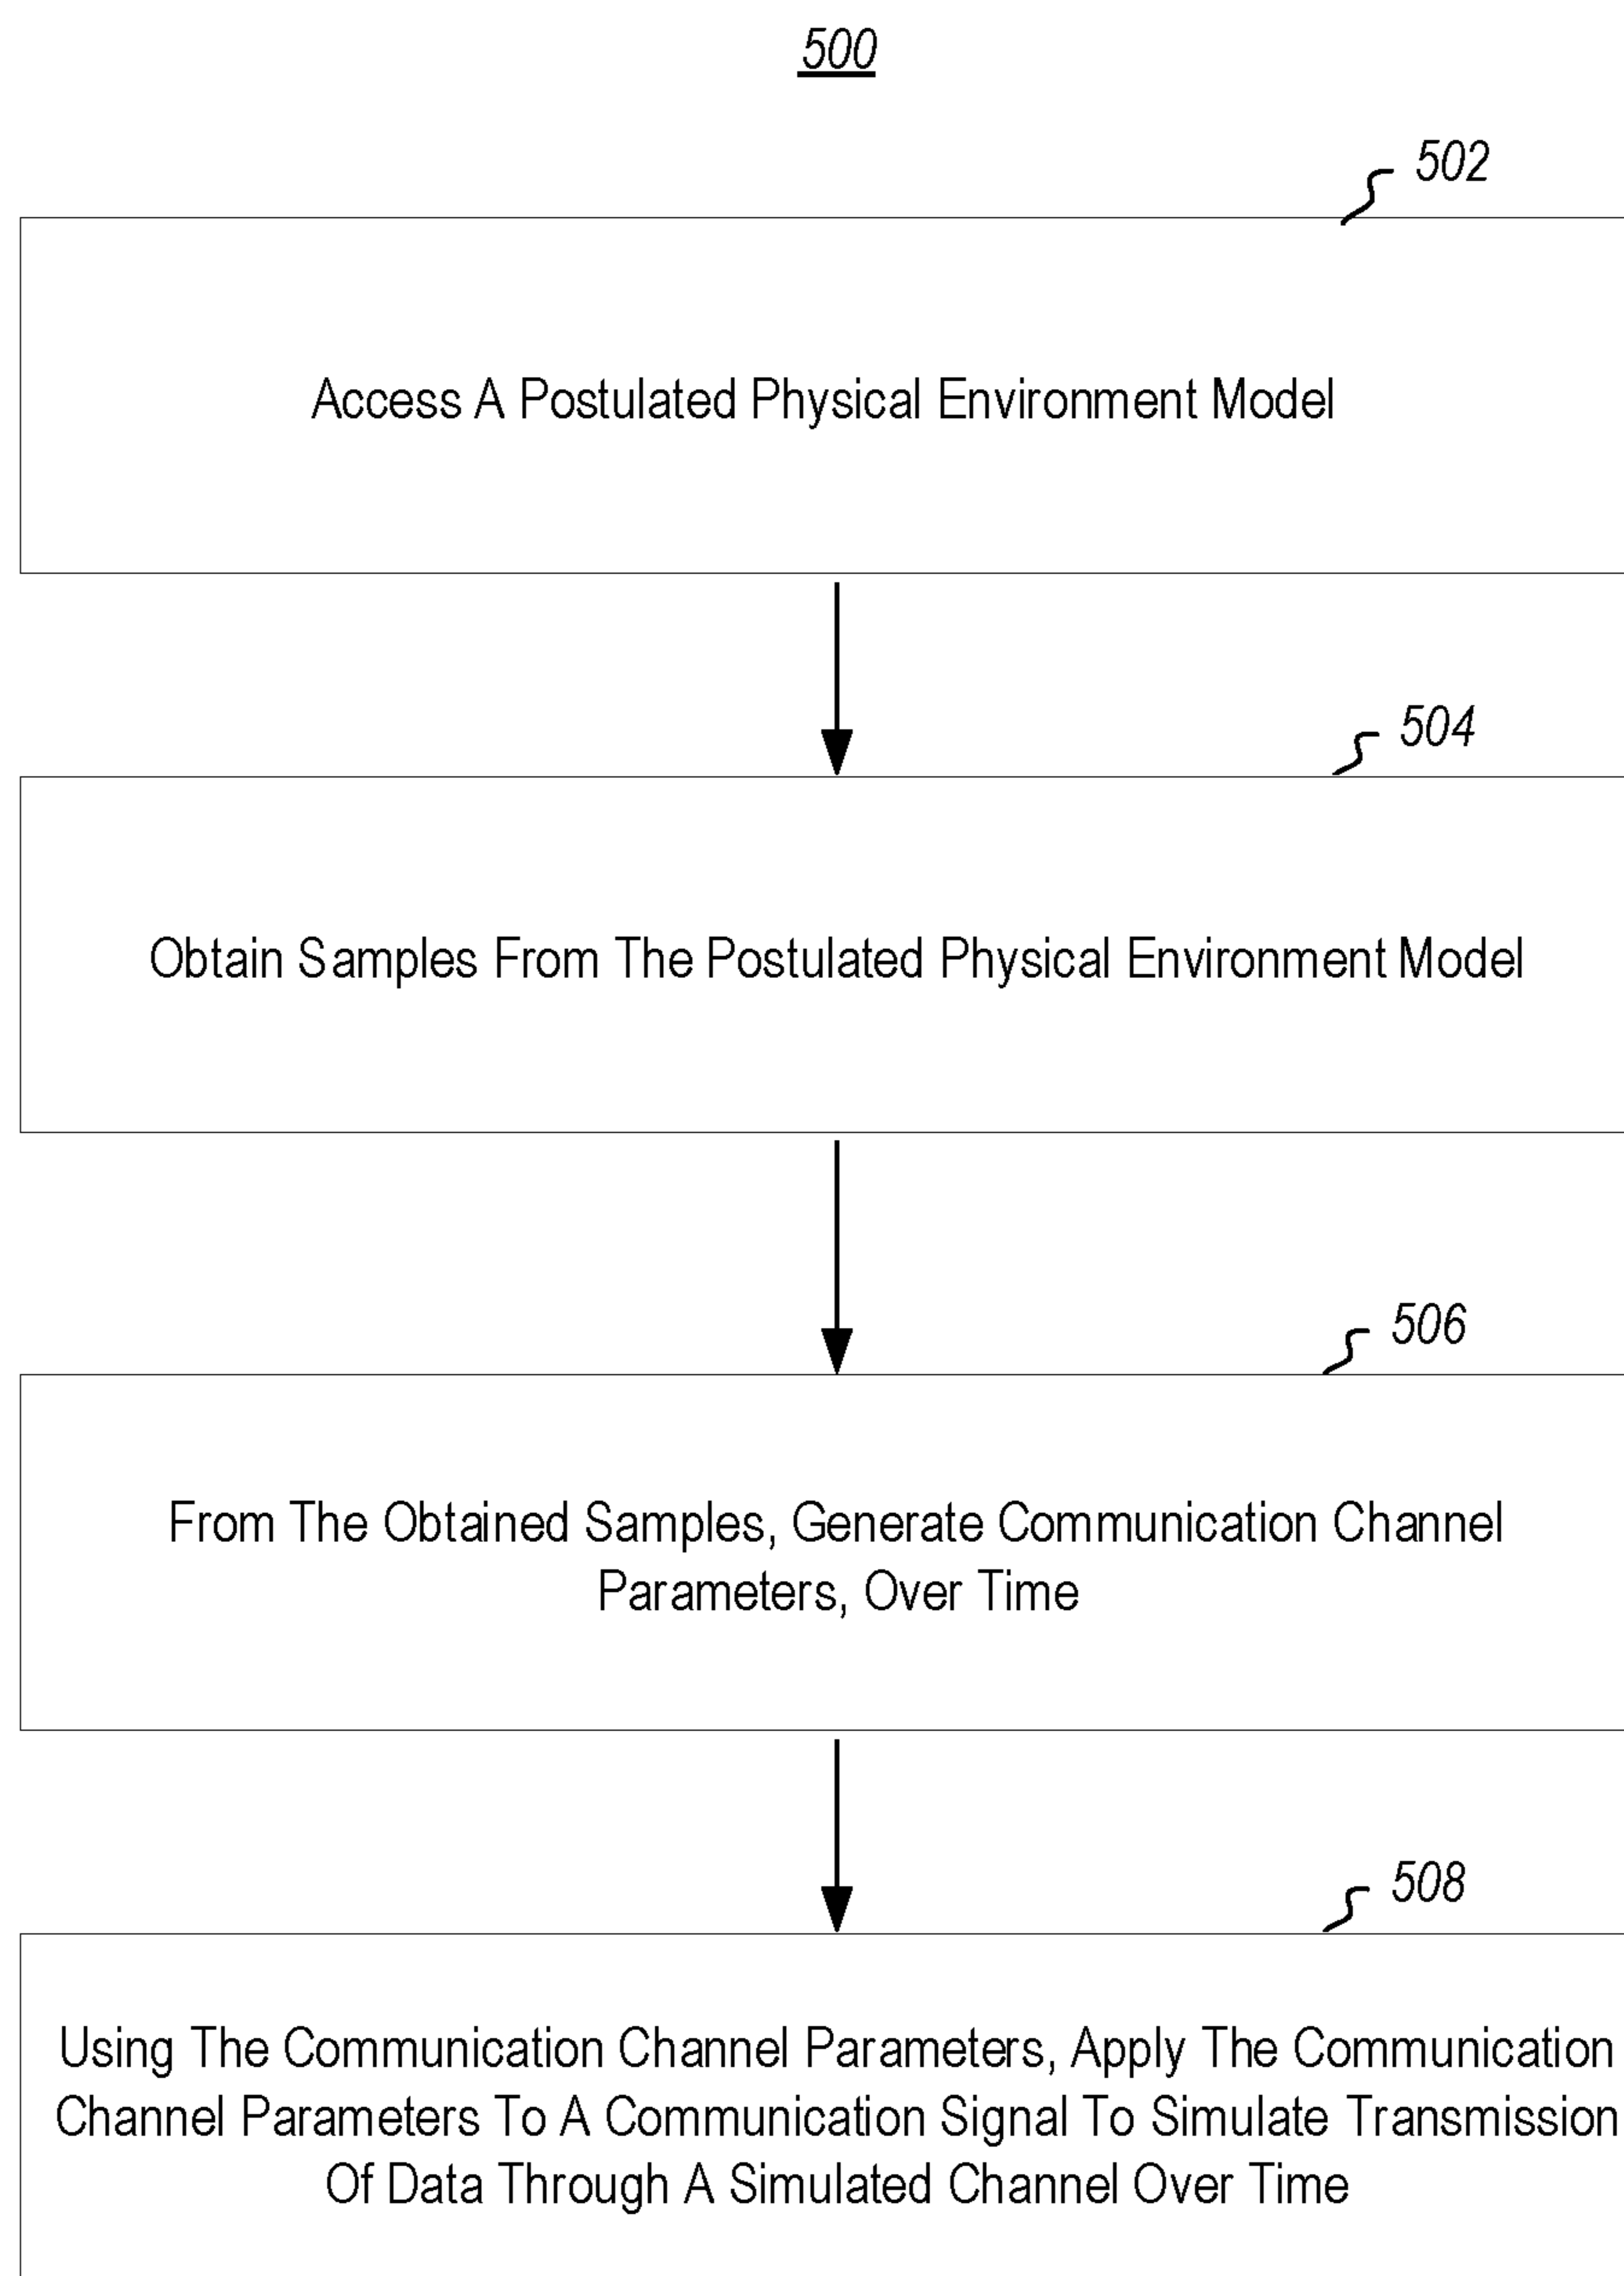 500
502
Access A Postulated Physical Environment Model
504
Obtain Samples From The Postulated Physical Environment Model
506
From The Obtained Samples, Generate Communication Channel
Parameters, Over Time
508
Using The Communication Channel Parameters, Apply The Communication
Channel Parameters To A Communication Signal To Simulate Transmission
Of Data Through A Simulated Channel Over Time